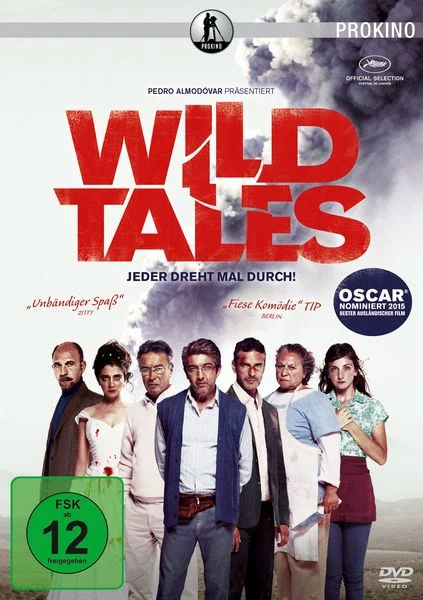 PROKINO
PROKINO
OFFICIAL SELECTION
FESTIVAL DE CANNES
PEDRO ALMODÓVAR PRÄSENTIERT
WILD
TALES
JEDER DREHT MAL DURCH!
„Unbändiger Spaß“
ZITTY
„Fiese Komödie“ TIP
BERLIN
OSCAR®
NOMINIERT 2015
BESTER AUSLÄNDISCHER FILM
FSK
ab
12
freigegeben
DVD
VIDEO